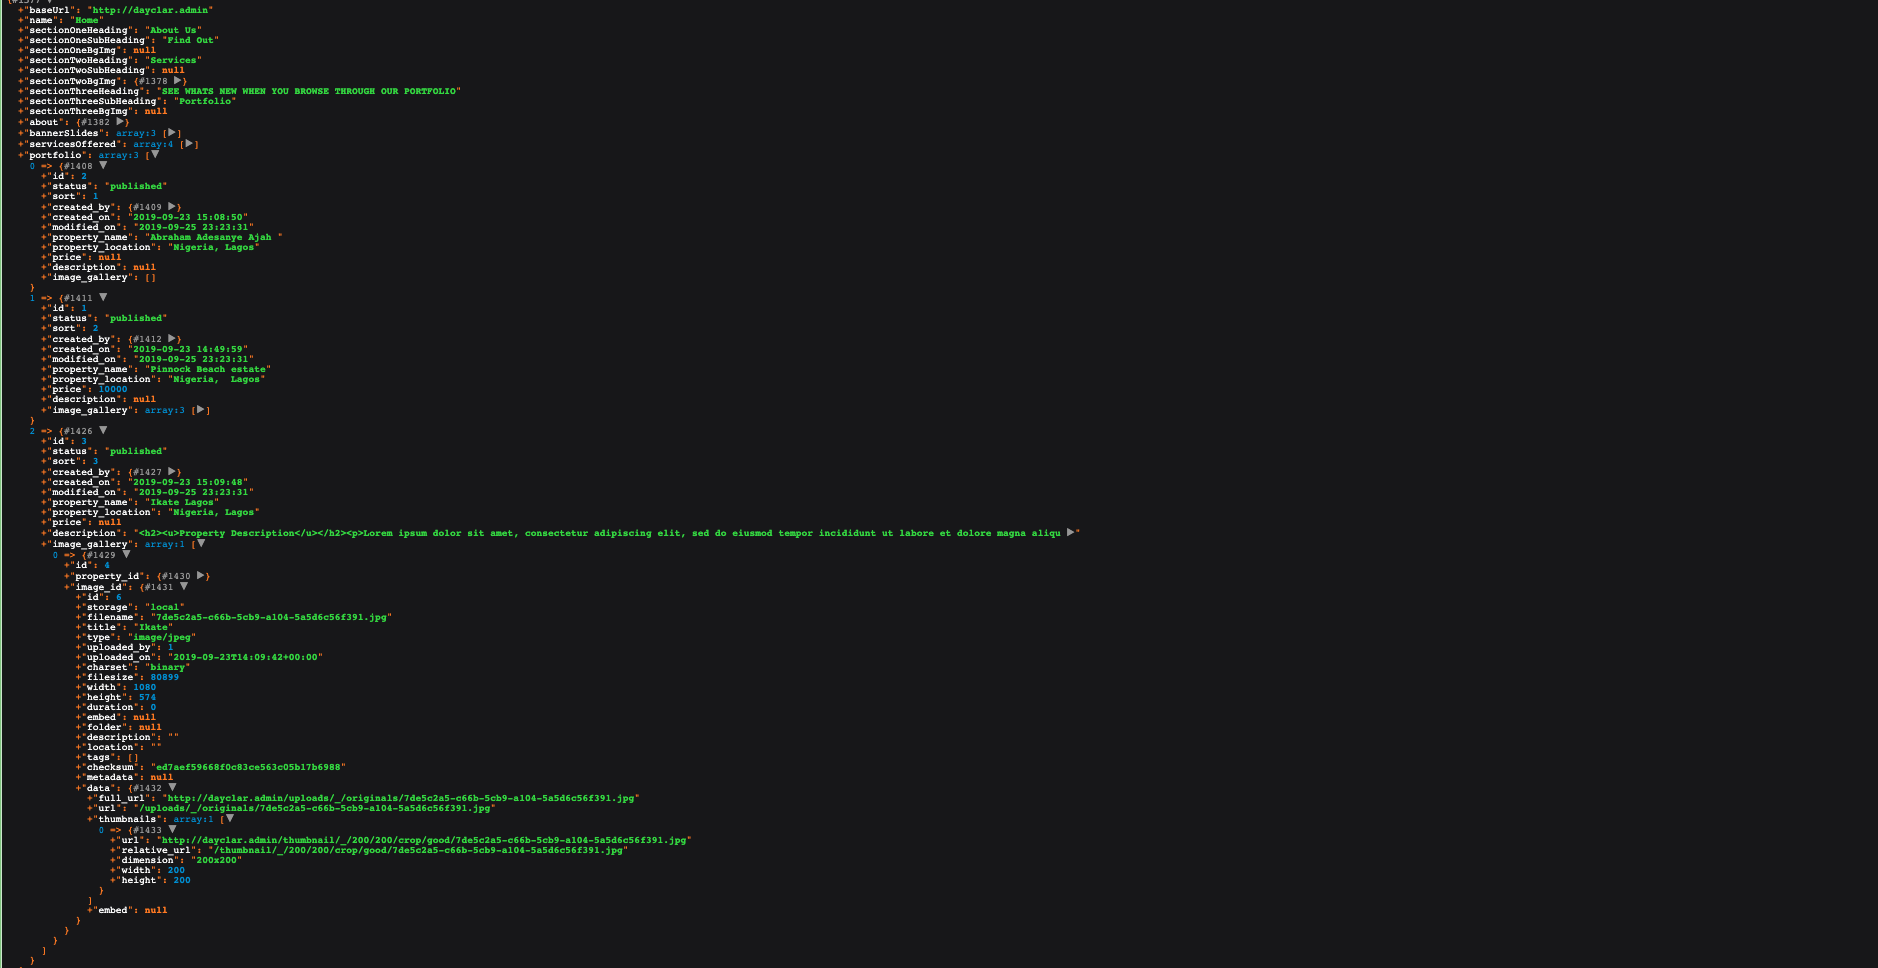 {#1377 ▼
+"baseUrl": "http://dayclar.admin"
+"name": "Home"
+"sectionOneHeading": "About Us"
+"sectionOneSubHeading": "Find Out"
+"sectionOneBgImg": null
+"sectionTwoHeading": "Services"
+"sectionTwoSubHeading": null
+"sectionTwoBgImg": {#1378 ▶}
+"sectionThreeHeading": "SEE WHATS NEW WHEN YOU BROWSE THROUGH OUR PORTFOLIO"
+"sectionThreeSubHeading": "Portfolio"
+"sectionThreeBgImg": null
+"about": {#1382 ▶}
+"bannerSlides": array:3 [▶]
+"servicesOffered": array:4 [▶]
+"portfolio": array:3 [▼
0 => {#1408 ▼
+"id": 2
+"status": "published"
+"sort": 1
+"created_by": {#1409 ▶}
+"created_on": "2019-09-23 15:08:50"
+"modified_on": "2019-09-25 23:23:31"
+"property_name": "Abraham Adesanye Ajah "
+"property_location": "Nigeria, Lagos"
+"price": null
+"description": null
+"image_gallery": []
}
1 => {#1411 ▼
+"id": 1
+"status": "published"
+"sort": 2
+"created_by": {#1412 ▶}
+"created_on": "2019-09-23 14:49:59"
+"modified_on": "2019-09-25 23:23:31"
+"property_name": "Pinnock Beach estate"
+"property_location": "Nigeria,  Lagos"
+"price": 10000
+"description": null
+"image_gallery": array:3 [▶]
}
2 => {#1426 ▼
+"id": 3
+"status": "published"
+"sort": 3
+"created_by": {#1427 ▶}
+"created_on": "2019-09-23 15:09:48"
+"modified_on": "2019-09-25 23:23:31"
+"property_name": "Ikate Lagos"
+"property_location": "Nigeria, Lagos"
+"price": null
+"description": "<h2><u>Property Description</u></h2><p>Lorem ipsum dolor sit amet, consectetur adipiscing elit, sed do eiusmod tempor incididunt ut labore et dolore magna aliqu ▶"
+"image_gallery": array:1 [▼
0 => {#1429 ▼
+"id": 4
+"property_id": {#1430 ▶}
+"image_id": {#1431 ▼
+"id": 6
+"storage": "local"
+"filename": "7de5c2a5-c66b-5cb9-a104-5a5d6c56f391.jpg"
+"title": "Ikate"
+"type": "image/jpeg"
+"uploaded_by": 1
+"uploaded_on": "2019-09-23T14:09:42+00:00"
+"charset": "binary"
+"filesize": 80899
+"width": 1080
+"height": 574
+"duration": 0
+"embed": null
+"folder": null
+"description": ""
+"location": ""
+"tags": []
+"checksum": "ed7aef59668f0c83ce563c05b17b6988"
+"metadata": null
+"data": {#1432 ▼
+"full_url": "http://dayclar.admin/uploads/_/originals/7de5c2a5-c66b-5cb9-a104-5a5d6c56f391.jpg"
+"url": "/uploads/_/originals/7de5c2a5-c66b-5cb9-a104-5a5d6c56f391.jpg"
+"thumbnails": array:1 [▼
0 => {#1433 ▼
+"url": "http://dayclar.admin/thumbnail/_/200/200/crop/good/7de5c2a5-c66b-5cb9-a104-5a5d6c56f391.jpg"
+"relative_url": "/thumbnail/_/200/200/crop/good/7de5c2a5-c66b-5cb9-a104-5a5d6c56f391.jpg"
+"dimension": "200x200"
+"width": 200
+"height": 200
}
]
+"embed": null
}
}
}
]
}